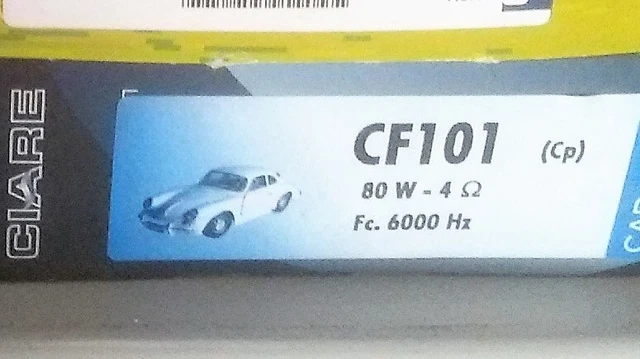 CIARE
CF101 (Cp)
80 W - 4 Ω
Fc. 6000 Hz